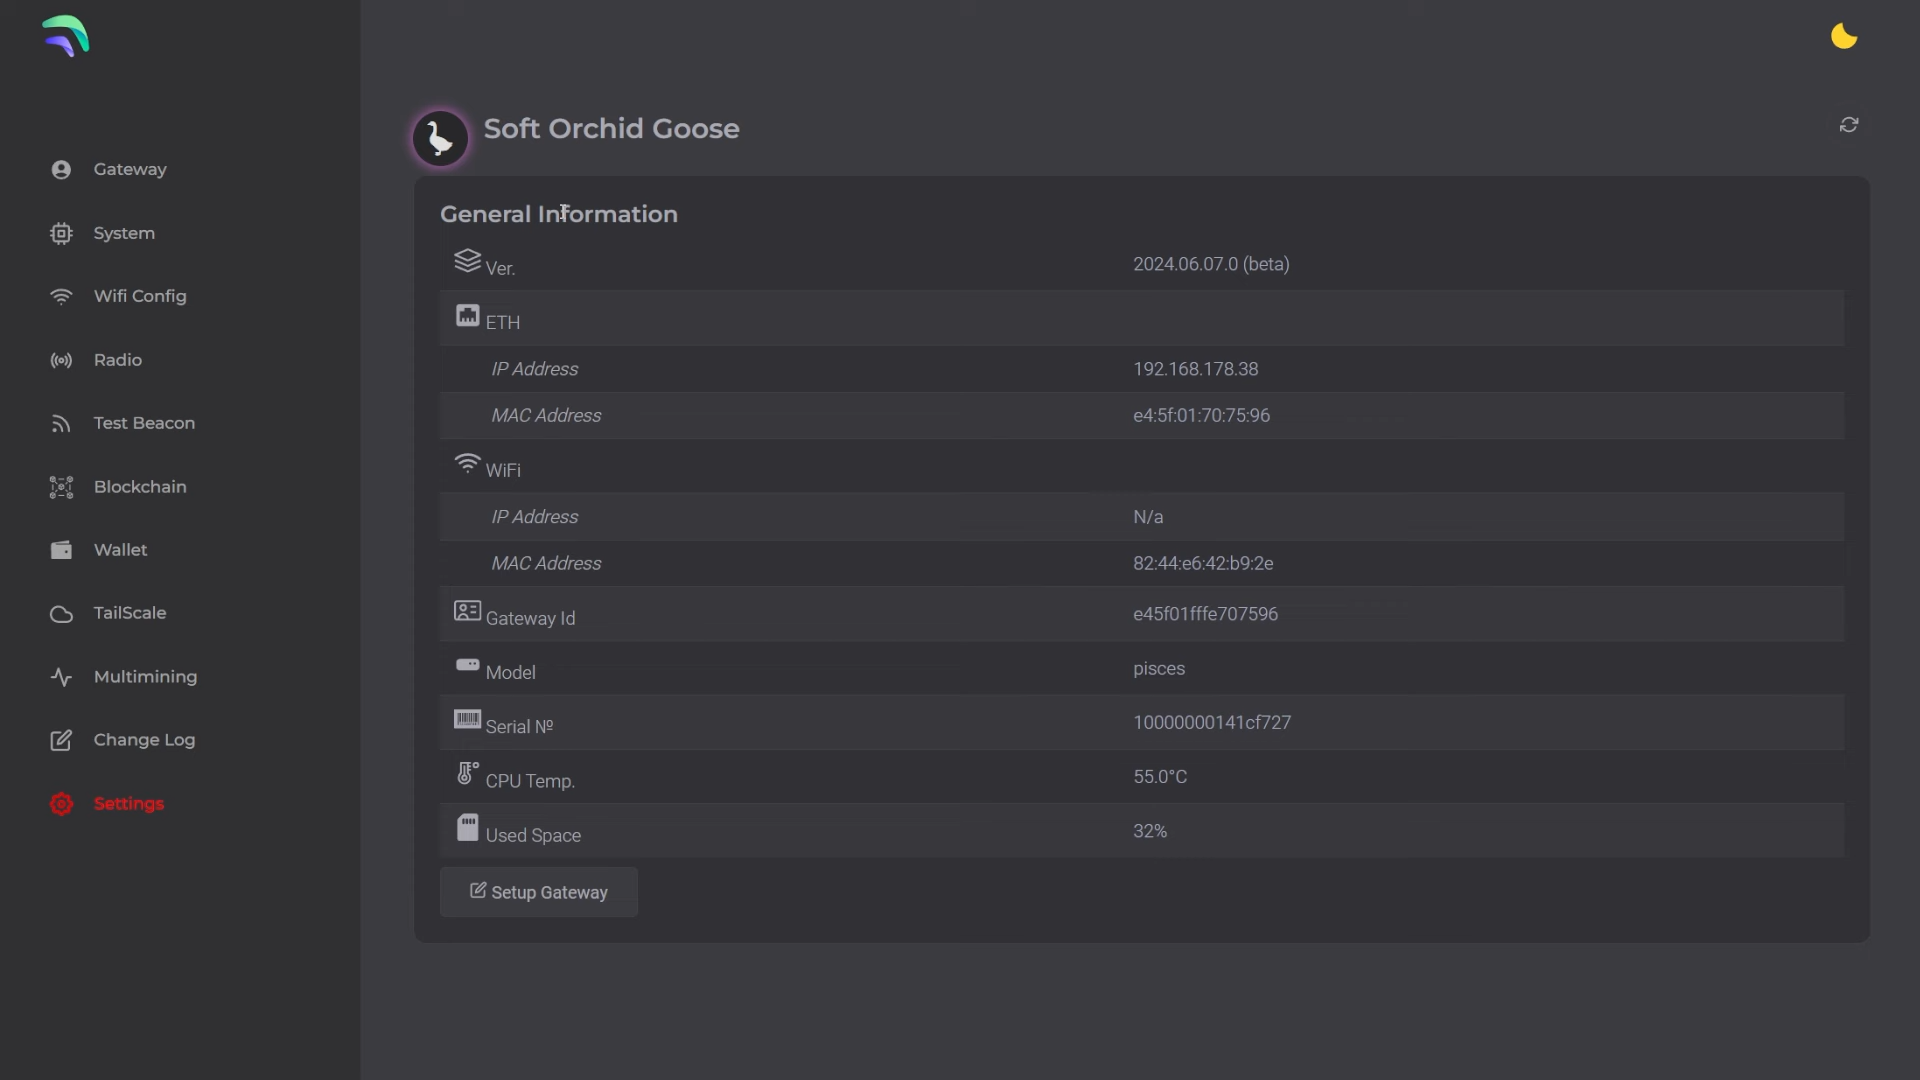 Soft Orchid Goose
Gateway
System
Wifi Config
Radio
Test Beacon
Blockchain
Wallet
TailScale
Multimining
Change Log
Settings
General Information
Ver. 2024.06.07.0 (beta)
ETH
IP Address 192.168.178.38
MAC Address e4:5f:01:70:75:96
WiFi
IP Address N/a
MAC Address 82:44:e6:42:b9:2e
Gateway Id e45f01fffe707596
Model pisces
Serial № 10000000141cf727
CPU Temp. 55.0°C
Used Space 32%
Setup Gateway